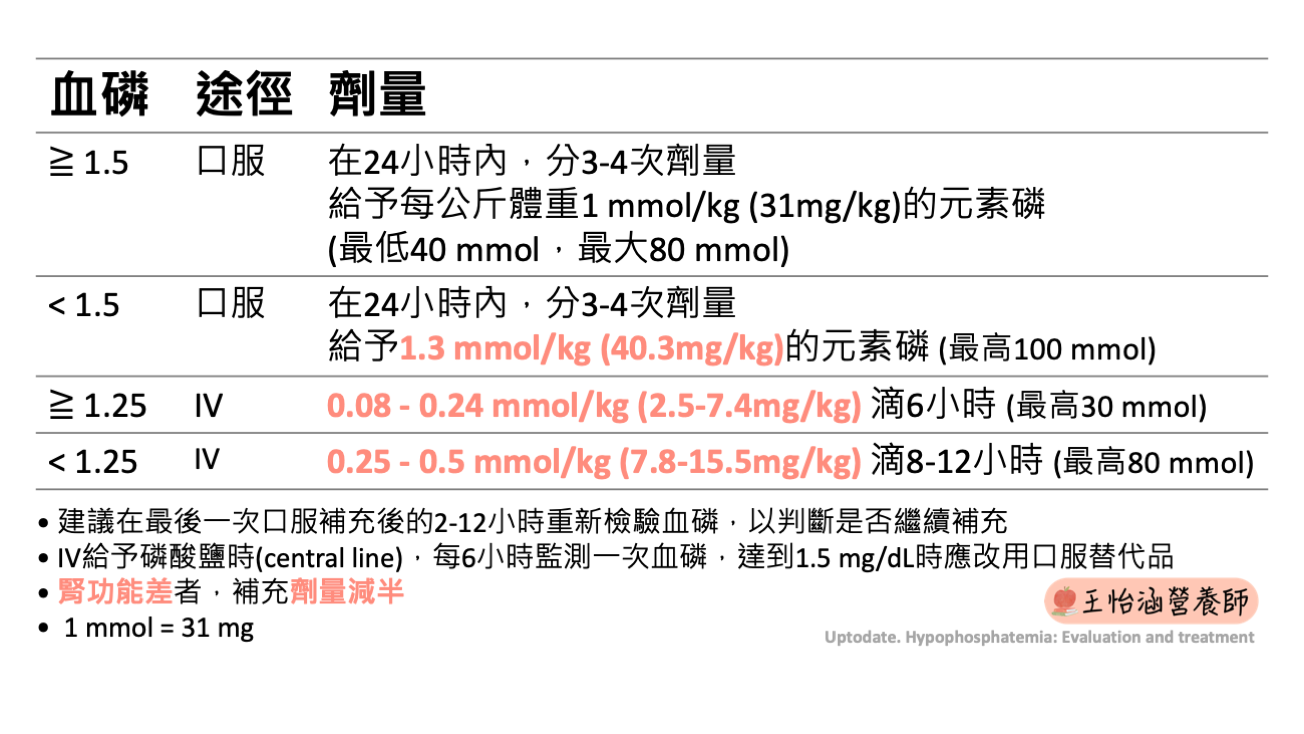 血磷 途徑 劑量
≧ 1.5 口服 在24小時內，分3-4次劑量
給予每公斤體重1 mmol/kg (31mg/kg)的元素磷
(最低40 mmol，最大80 mmol)
< 1.5 口服 在24小時內，分3-4次劑量
給予1.3 mmol/kg (40.3mg/kg)的元素磷 (最高100 mmol)
≧ 1.25 IV 0.08 - 0.24 mmol/kg (2.5-7.4mg/kg) 滴6小時 (最高30 mmol)
< 1.25 IV 0.25 - 0.5 mmol/kg (7.8-15.5mg/kg) 滴8-12小時 (最高80 mmol)
• 建議在最後一次口服補充後的2-12小時重新檢驗血磷，以判斷是否繼續補充
• IV給予磷酸鹽時(central line)，每6小時監測一次血磷，達到1.5 mg/dL時應改用口服替代品
• 腎功能差者，補充劑量減半
• 1 mmol = 31 mg
王怡涵營養師
Uptodate. Hypophosphatemia: Evaluation and treatment